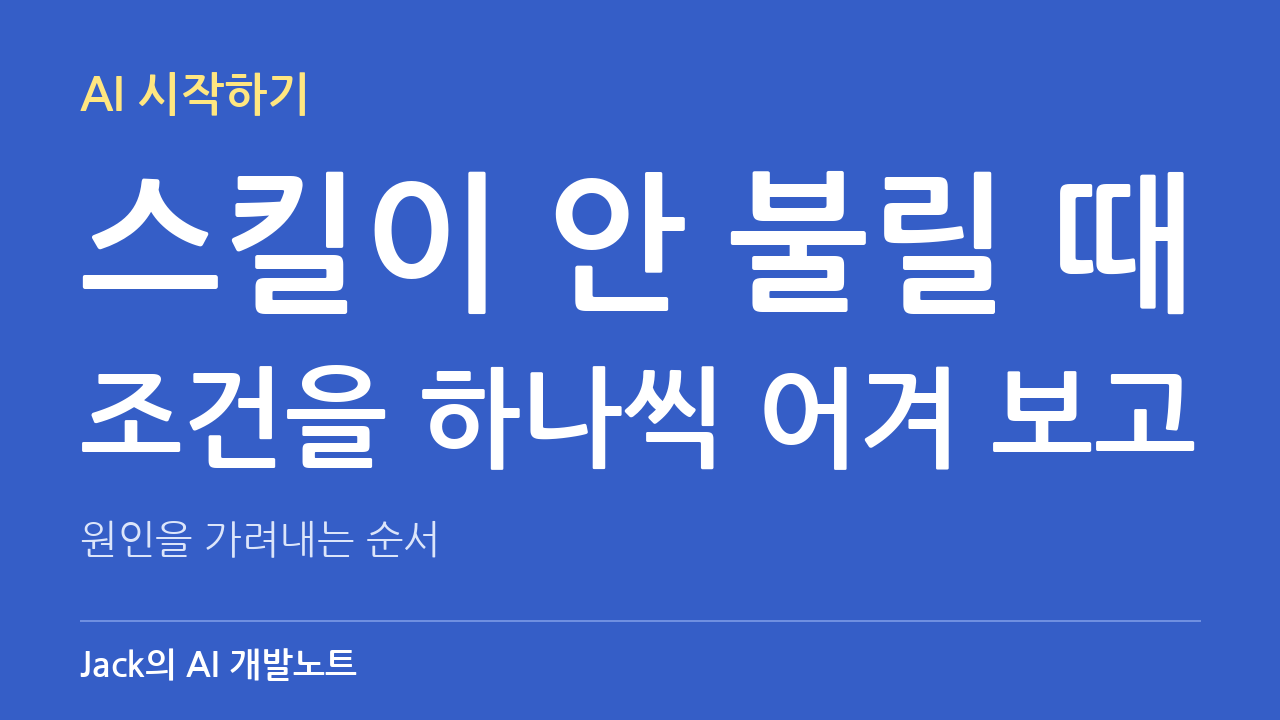 AI 시작하기
스킬이 안 불릴 때
조건을 하나씩 어겨 보고
원인을 가려내는 순서
Jack의 AI 개발노트